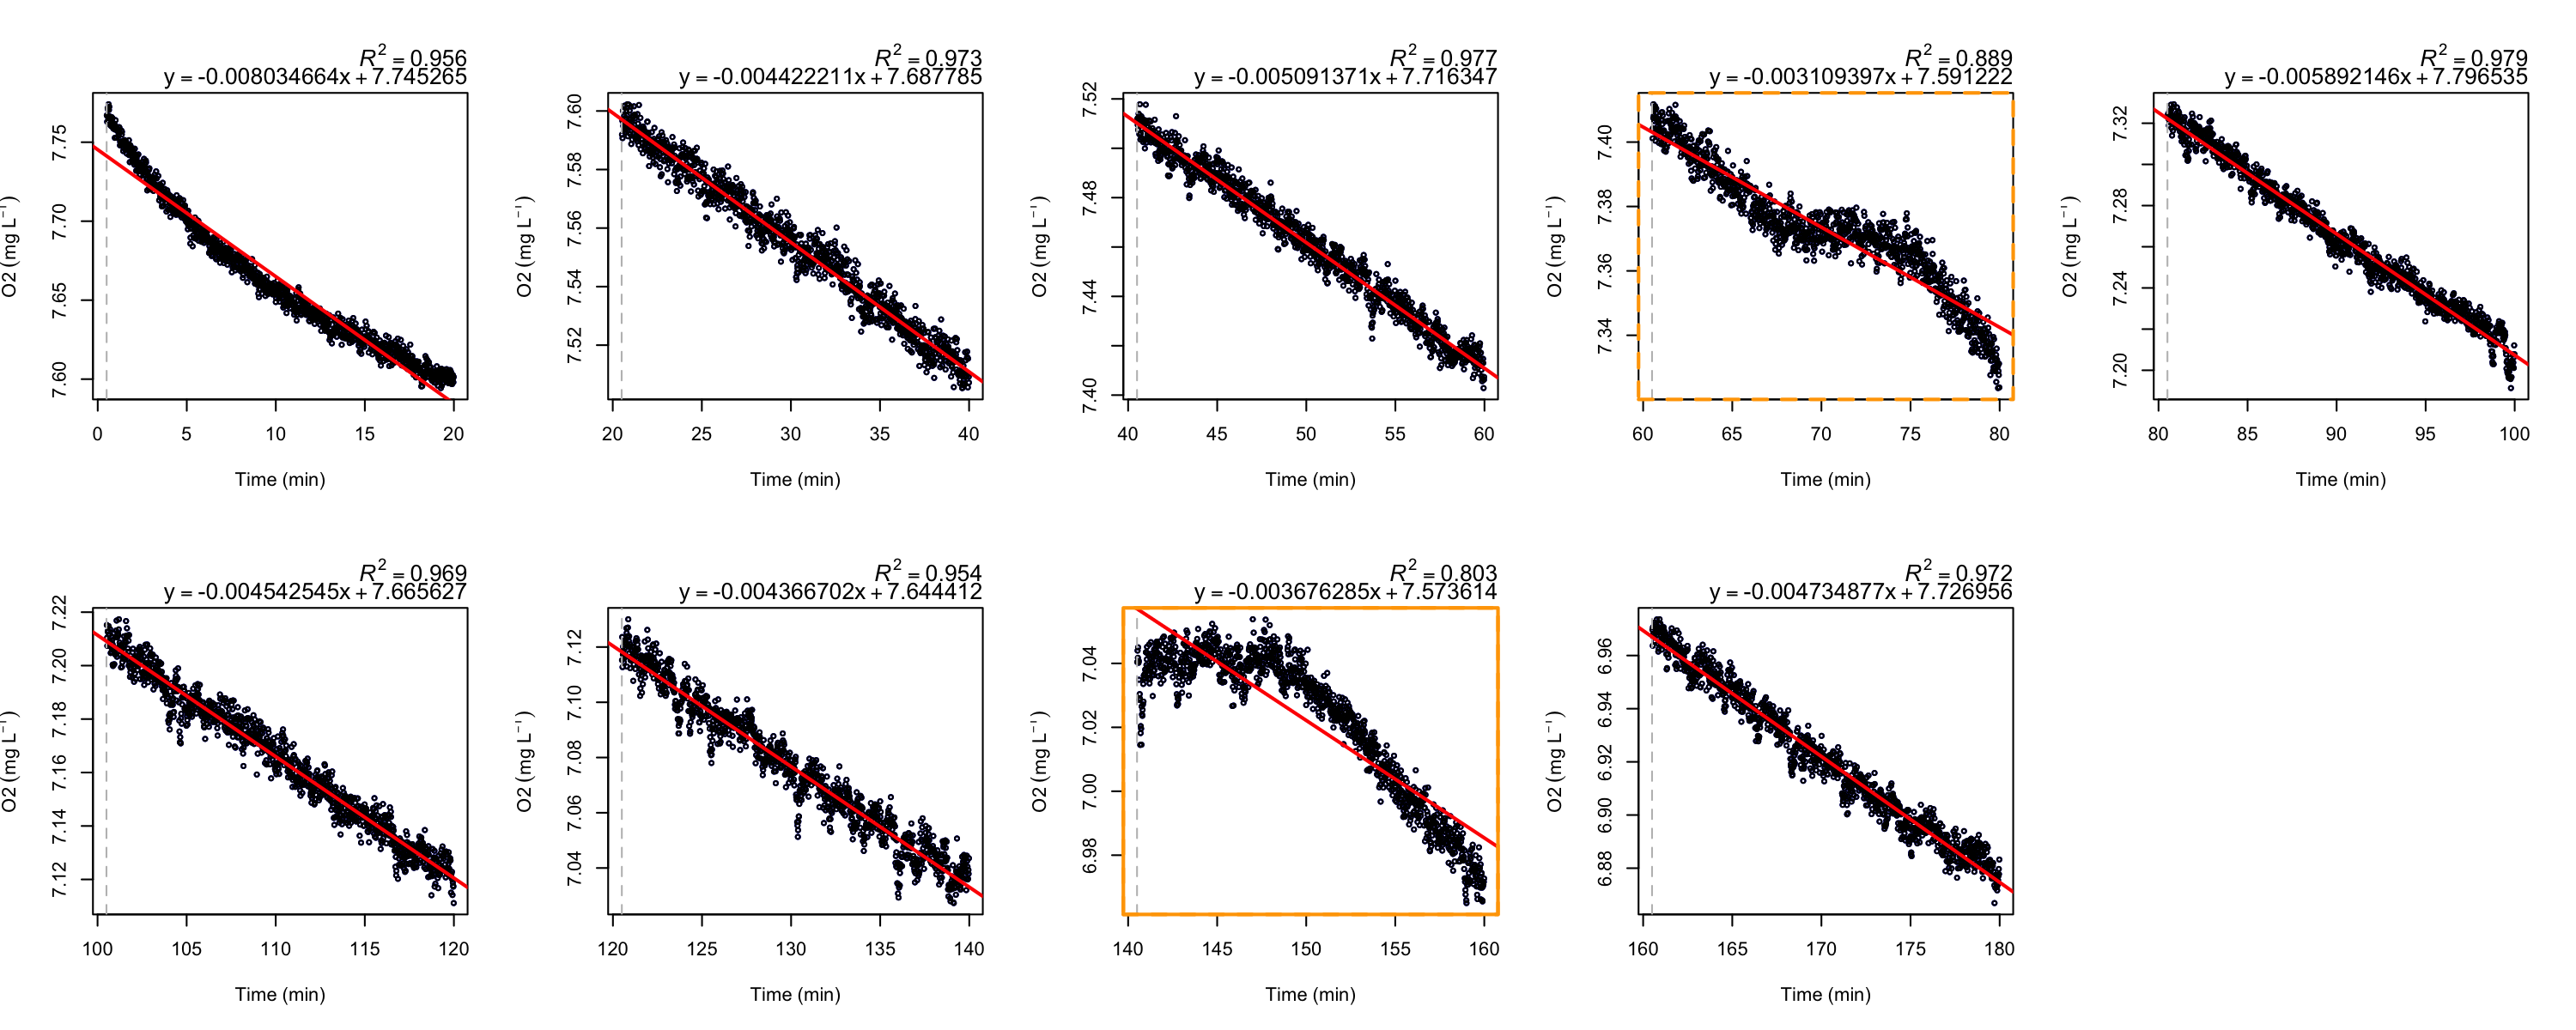 R² = 0.956
y = -0.008034664x + 7.745265
O2 (mg L⁻¹)
7.75
7.70
7.65
7.60
0 5 10 15 20
Time (min)
R² = 0.973
y = -0.004422211x + 7.687785
O2 (mg L⁻¹)
7.60
7.58
7.56
7.54
7.52
20 25 30 35 40
Time (min)
R² = 0.977
y = -0.005091371x + 7.716347
O2 (mg L⁻¹)
7.52
7.48
7.44
7.40
40 45 50 55 60
Time (min)
R² = 0.889
y = -0.003109397x + 7.591222
O2 (mg L⁻¹)
7.40
7.38
7.36
7.34
60 65 70 75 80
Time (min)
R² = 0.979
y = -0.005892146x + 7.796535
O2 (mg L⁻¹)
7.32
7.28
7.24
7.20
80 85 90 95 100
Time (min)
R² = 0.969
y = -0.004542545x + 7.665627
O2 (mg L⁻¹)
7.22
7.20
7.18
7.16
7.14
7.12
100 105 110 115 120
Time (min)
R² = 0.954
y = -0.004366702x + 7.644412
O2 (mg L⁻¹)
7.12
7.10
7.08
7.06
7.04
120 125 130 135 140
Time (min)
R² = 0.803
y = -0.003676285x + 7.573614
O2 (mg L⁻¹)
7.04
7.02
7.00
6.98
140 145 150 155 160
Time (min)
R² = 0.972
y = -0.004734877x + 7.726956
O2 (mg L⁻¹)
6.96
6.94
6.92
6.90
6.88
160 165 170 175 180
Time (min)